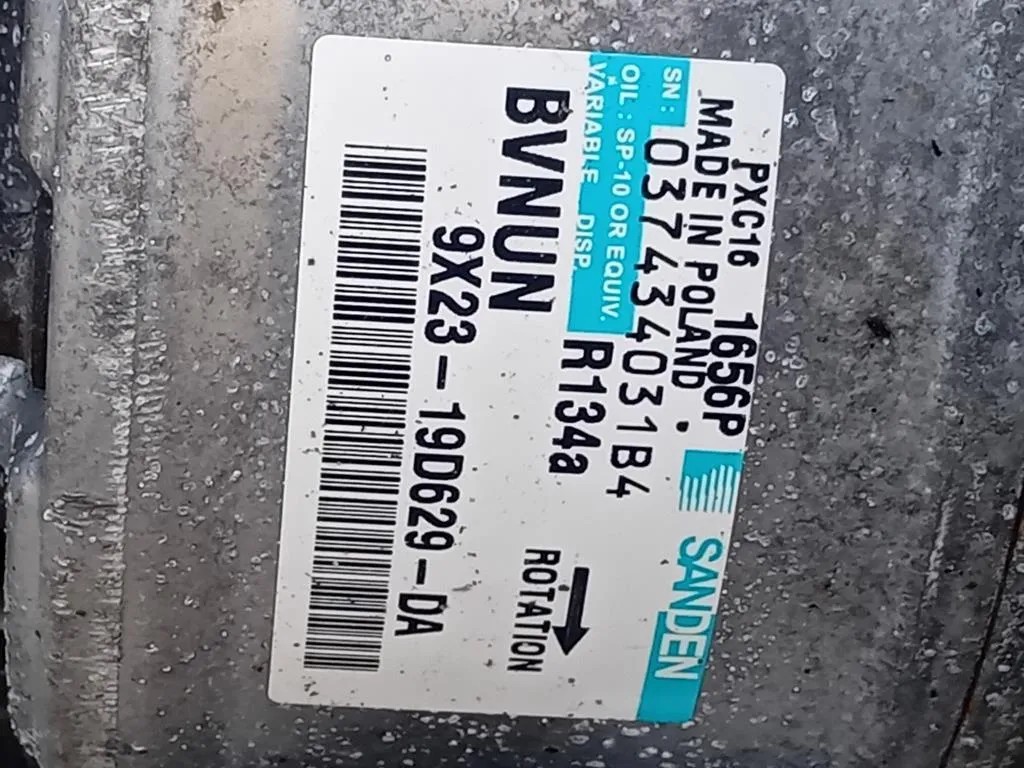 PXC16 1656P SANDEN
MADE IN POLAND
SN: 0374334031B4
OIL : SP-10 OR EQUIV.
VARIABLE DISP. R134a
BVNUN ROTATION
9X23-19D629-DA